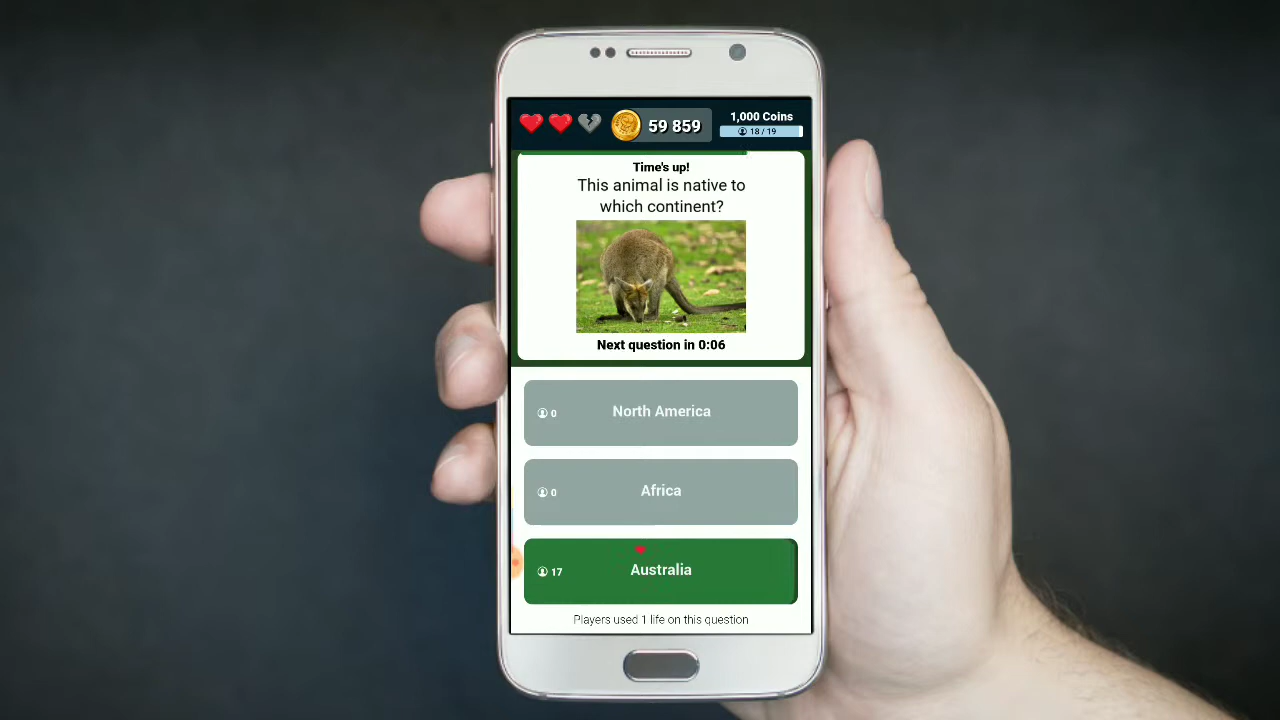 59 859
1,000 Coins
18 / 19
Time's up!
This animal is native to
which continent?
Next question in 0:06
0
North America
0
Africa
17
Australia
Players used 1 life on this question